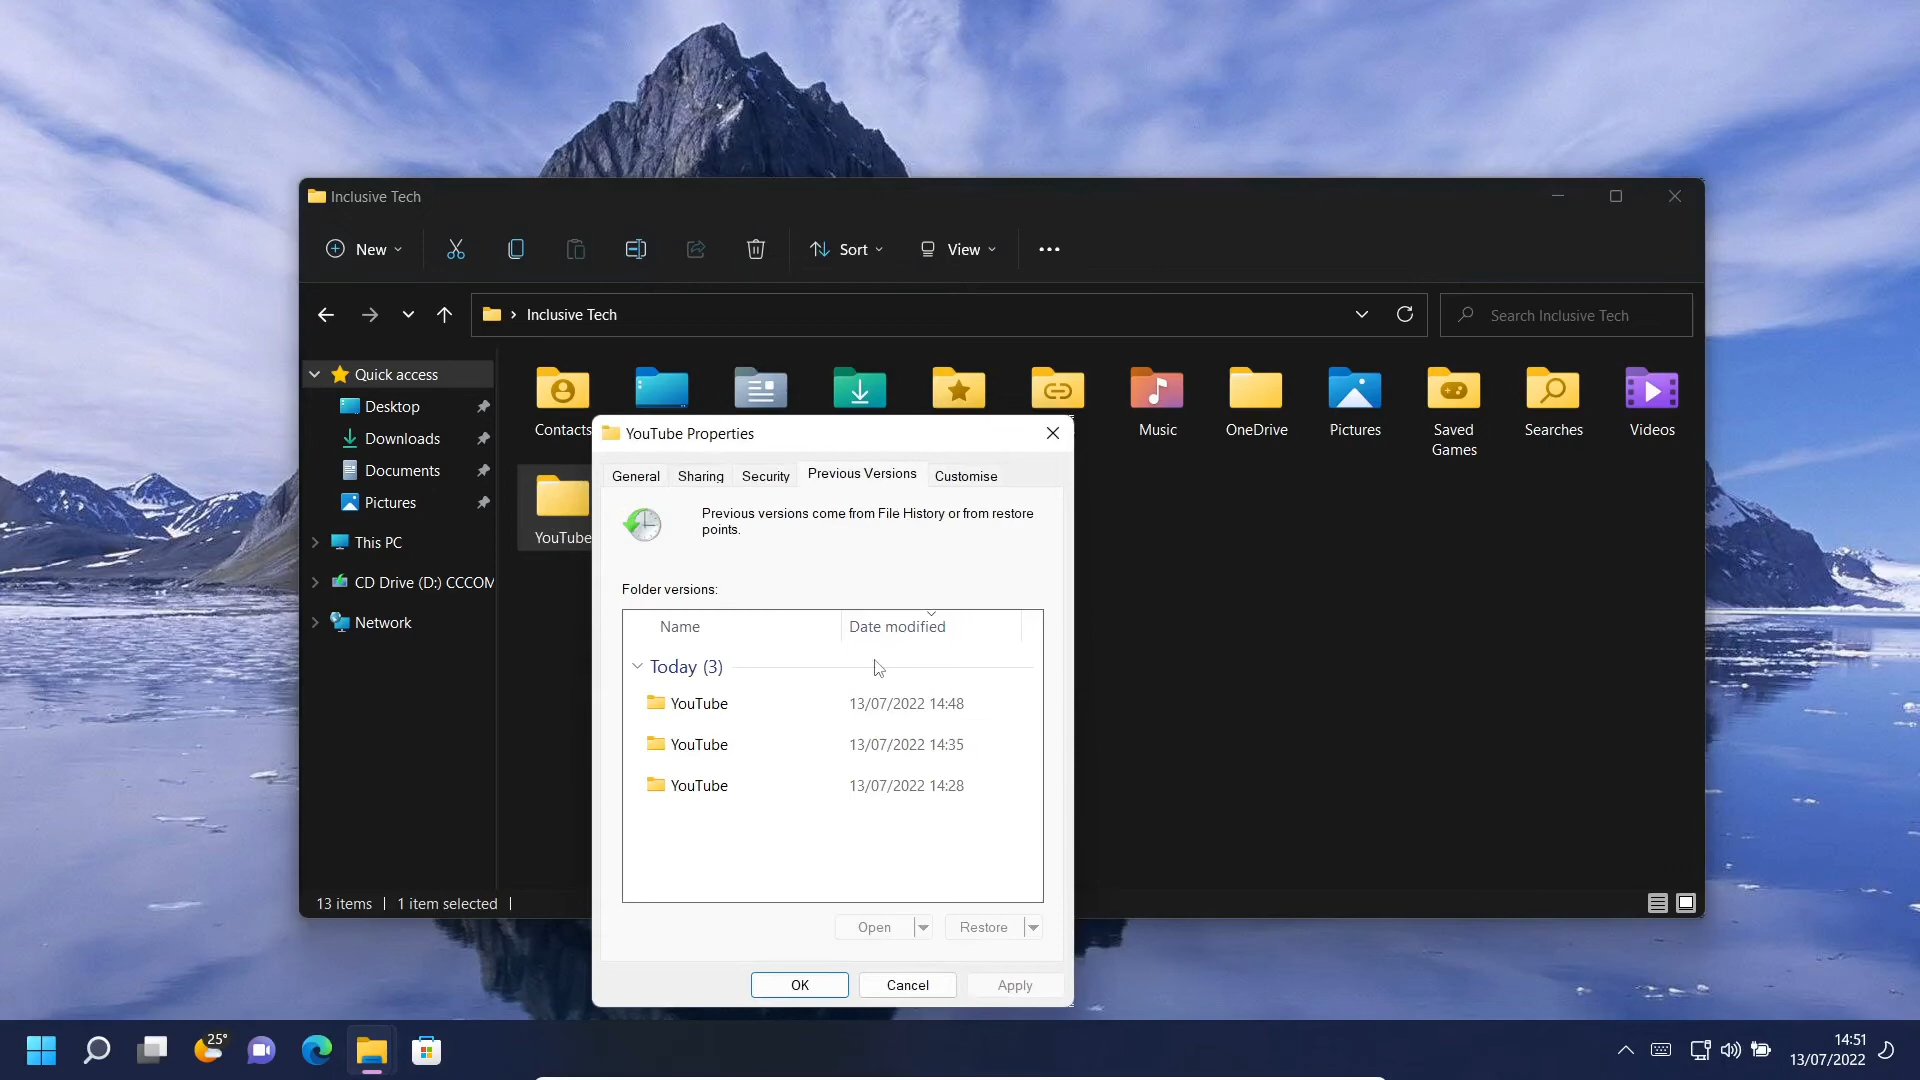 Inclusive Tech
New
Sort
View
Inclusive Tech
Search Inclusive Tech
Quick access
Desktop
Downloads
Documents
Pictures
This PC
CD Drive (D:) CCCOM
Network
Contacts
Music
OneDrive
Pictures
Saved
Games
Searches
Videos
YouTube
YouTube Properties
General
Sharing
Security
Previous Versions
Customise
Previous versions come from File History or from restore
points.
Folder versions:
Name
Date modified
Today (3)
YouTube 13/07/2022 14:48
YouTube 13/07/2022 14:35
YouTube 13/07/2022 14:28
Open
Restore
OK
Cancel
Apply
13 items
1 item selected
25°
14:51
13/07/2022